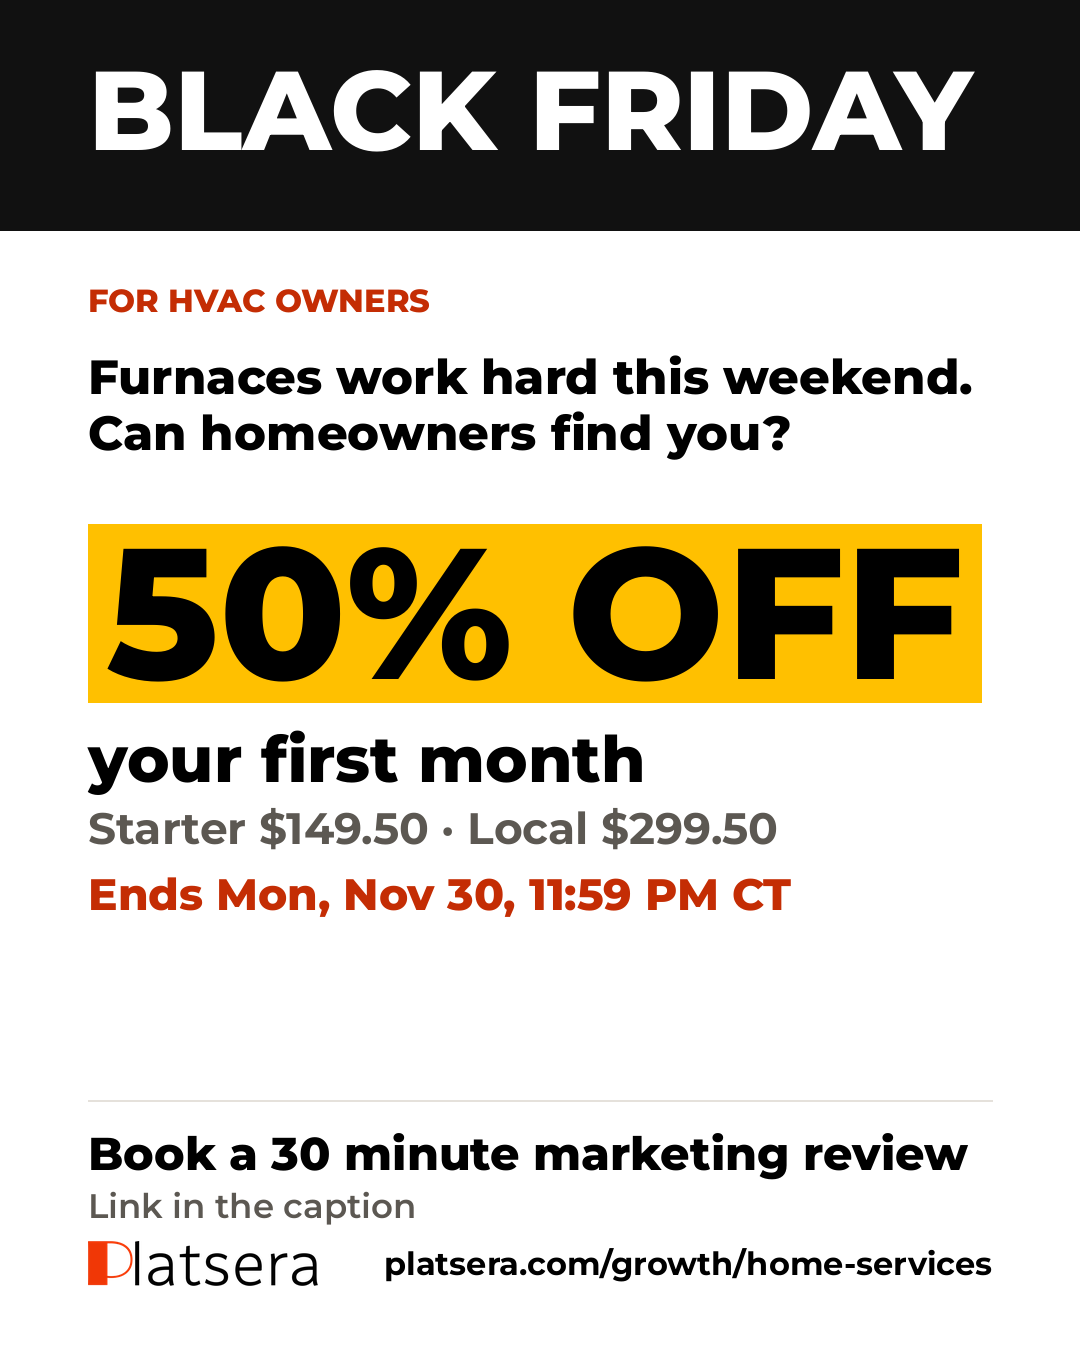 BLACK FRIDAY
FOR HVAC OWNERS
Furnaces work hard this weekend.
Can homeowners find you?
50% OFF
your first month
Starter $149.50 · Local $299.50
Ends Mon, Nov 30, 11:59 PM CT
Book a 30 minute marketing review
Link in the caption
Platsera
platsera.com/growth/home-services